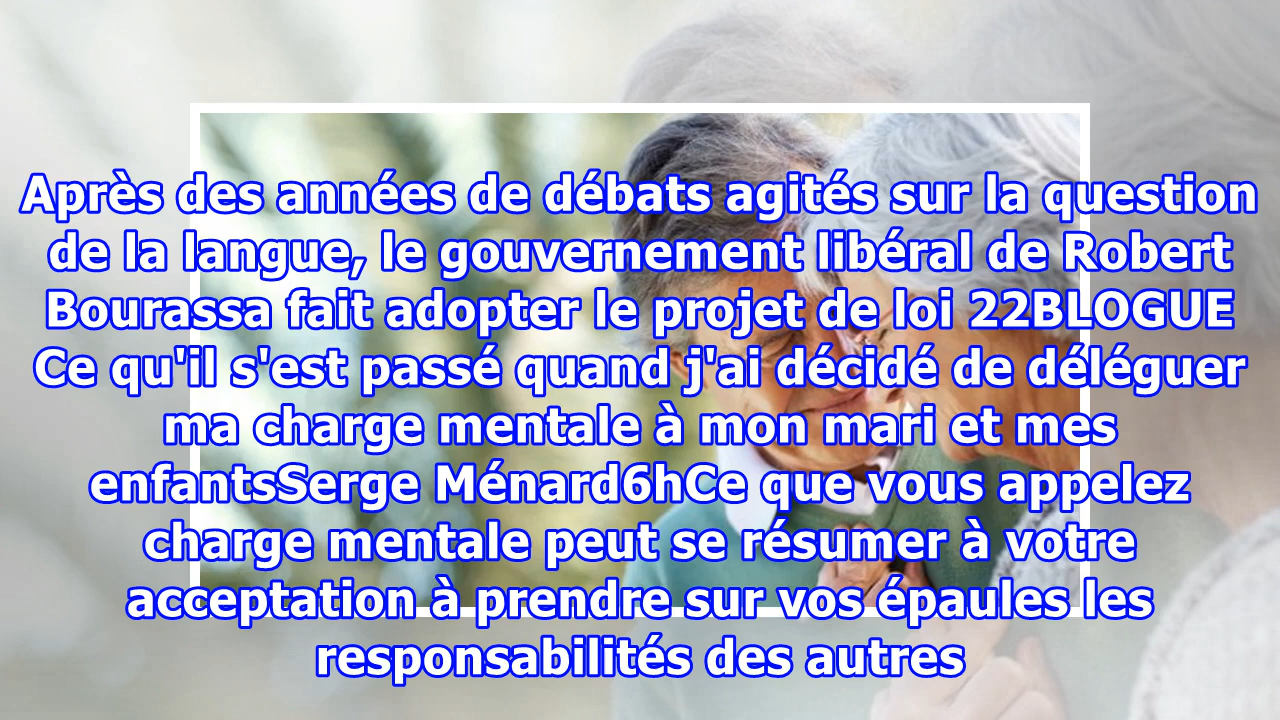 Après des années de débats agités sur la question
de la langue, le gouvernement libéral de Robert
Bourassa fait adopter le projet de loi 22BLOGUE
Ce qu'il s'est passé quand j'ai décidé de déléguer
ma charge mentale à mon mari et mes
enfantsSerge Ménard6hCe que vous appelez
charge mentale peut se résumer à votre
acceptation à prendre sur vos épaules les
responsabilités des autres